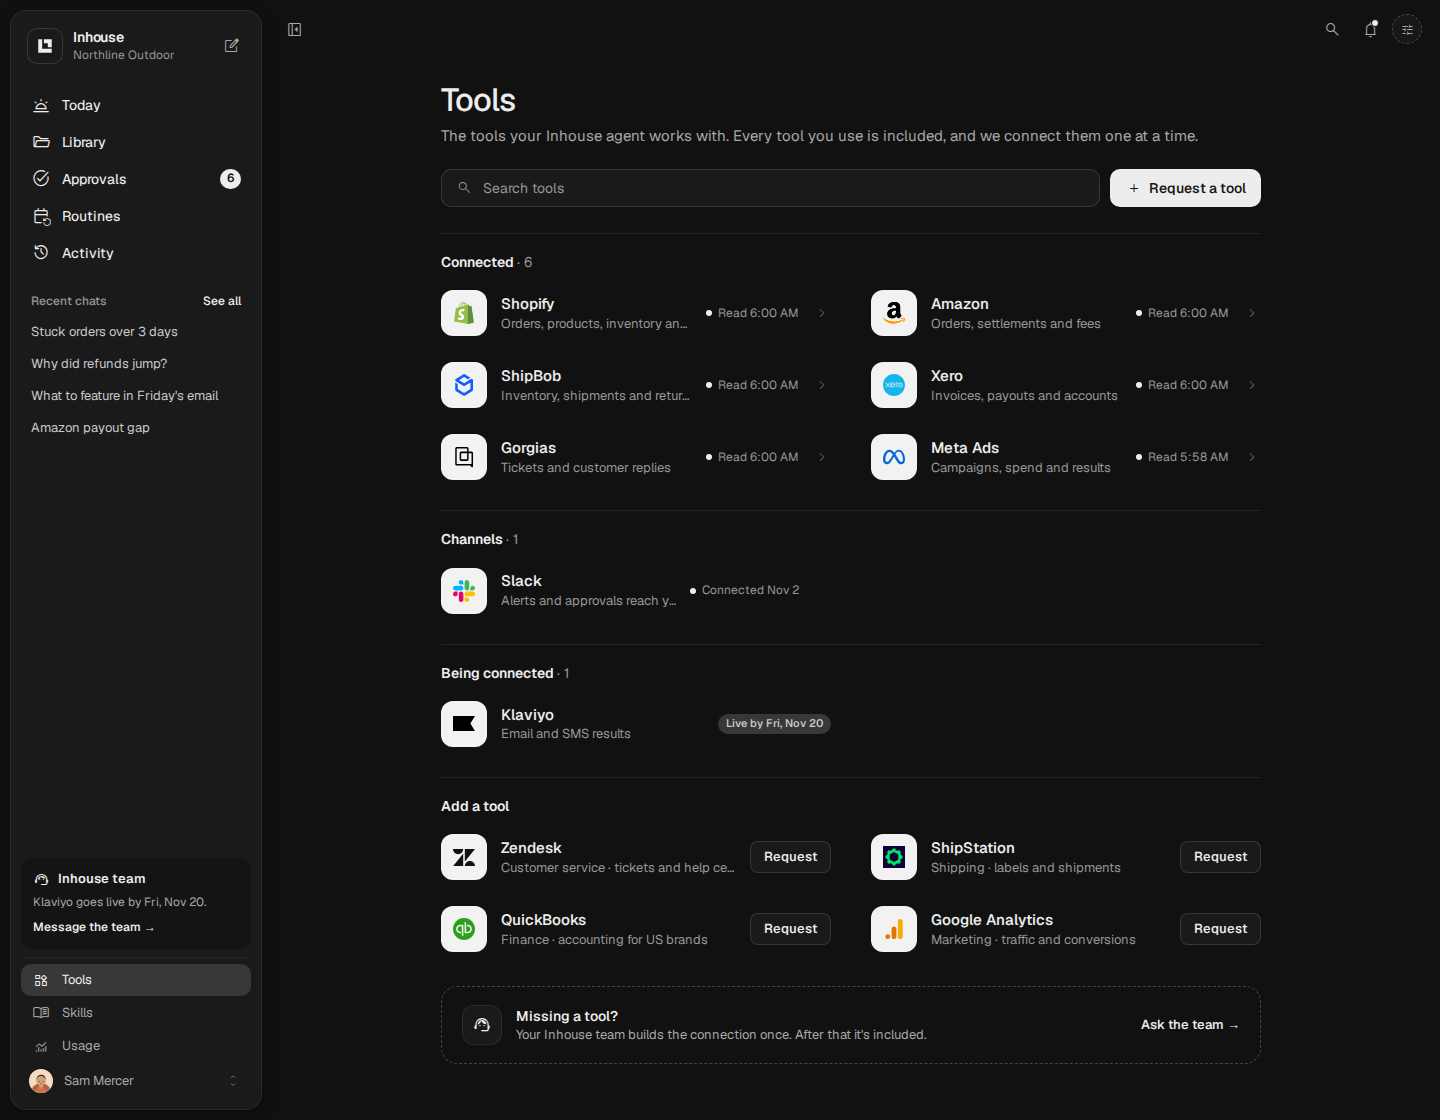 Inhouse
Northline Outdoor
Today
Library
Approvals 6
Routines
Activity
Recent chats See all
Stuck orders over 3 days
Why did refunds jump?
What to feature in Friday's email
Amazon payout gap
Inhouse team
Klaviyo goes live by Fri, Nov 20.
Message the team →
Tools
Skills
Usage
Sam Mercer
Tools
The tools your Inhouse agent works with. Every tool you use is included, and we connect them one at a time.
Search tools
+ Request a tool
Connected · 6
Shopify
Orders, products, inventory an...
Read 6:00 AM
a
Amazon
Orders, settlements and fees
Read 6:00 AM
ShipBob
Inventory, shipments and retur...
Read 6:00 AM
xero
Xero
Invoices, payouts and accounts
Read 6:00 AM
Gorgias
Tickets and customer replies
Read 6:00 AM
Meta Ads
Campaigns, spend and results
Read 5:58 AM
Channels · 1
Slack
Alerts and approvals reach y...
Connected Nov 2
Being connected · 1
Klaviyo
Email and SMS results
Live by Fri, Nov 20
Add a tool
Zendesk
Customer service · tickets and help ce...
Request
ShipStation
Shipping · labels and shipments
Request
qb
QuickBooks
Finance · accounting for US brands
Request
Google Analytics
Marketing · traffic and conversions
Request
Missing a tool?
Your Inhouse team builds the connection once. After that it's included.
Ask the team →